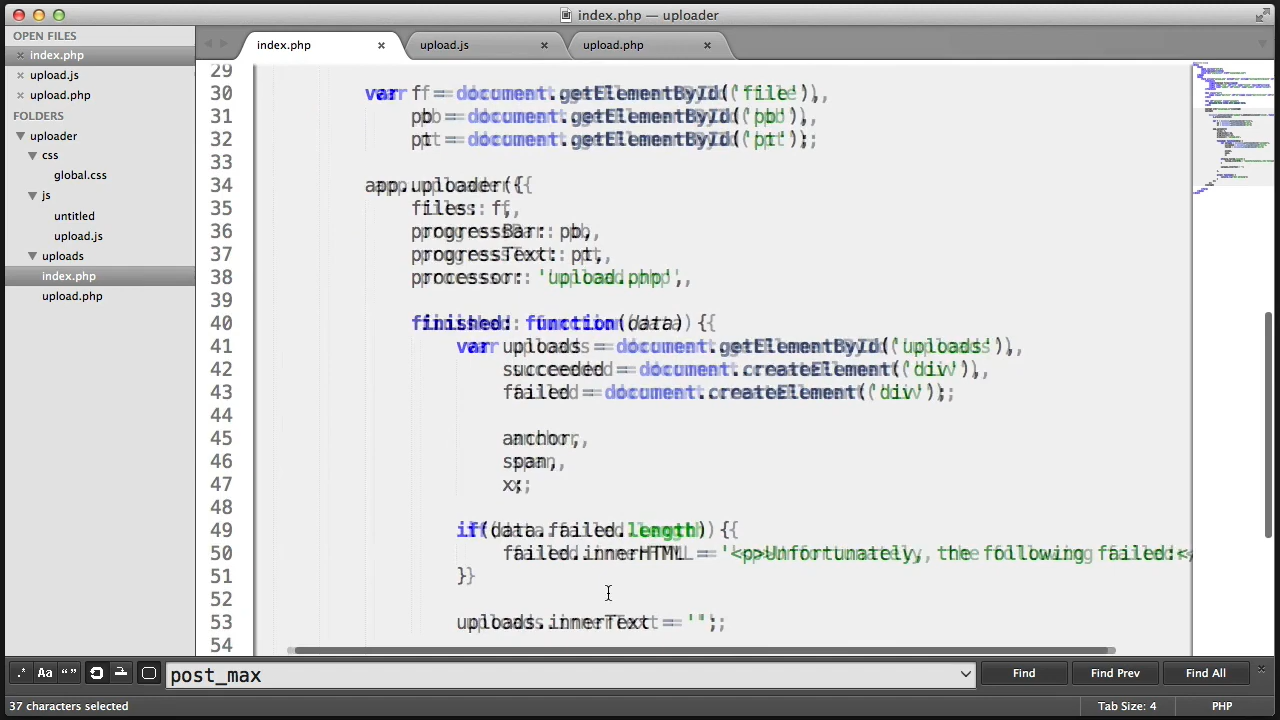 index.php — uploader
OPEN FILES
index.php
upload.js
upload.php
FOLDERS
uploader
css
global.css
js
untitled
upload.js
uploads
index.php
upload.php
index.php
upload.js
upload.php
29
30 var f = document.getElementById('file'),
31 pb = document.getElementById('pb'),
32 pt = document.getElementById('pt');
33
34 app.uploader({
35 files: f,
36 progressBar: pb,
37 progressText: pt,
38 processor: 'upload.php',
39
40 finished: function(data) {
41 var uploads = document.getElementById('uploads'),
42 succeeded = document.createElement('div'),
43 failed = document.createElement('div');
44
45 anchor,
46 span,
47 x;
48
49 if(data.failed.length) {
50 failed.innerHTML = '<p>Unfortunately, the following failed:<
51 }
52
53 uploads.innerText = '';
54
.* Aa “”
post_max
Find
Find Prev
Find All
37 characters selected
Tab Size: 4
PHP